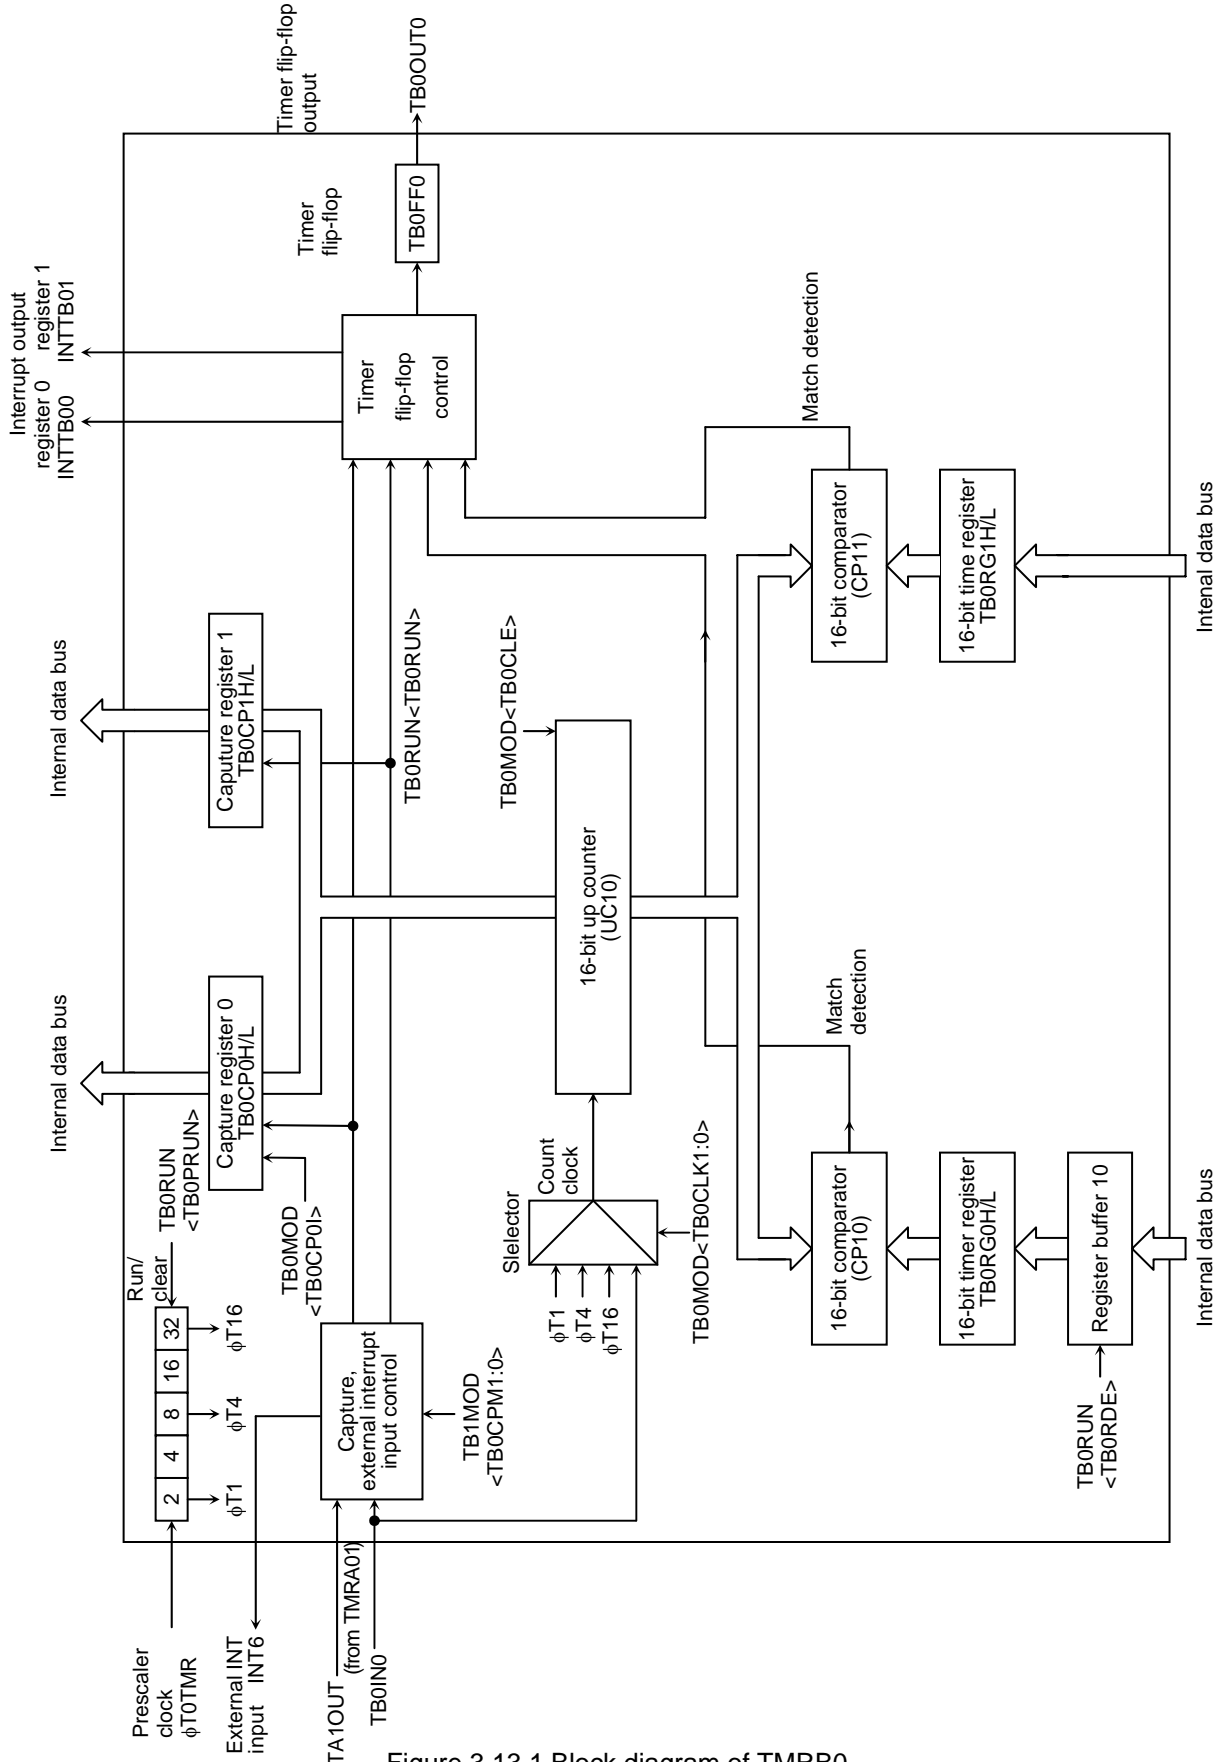 Prescaler
clock
φT0TMR
2
4
8
16
32
φT1
φT4
φT16
Run/
clear
TB0RUN
<TB0PRUN>
External INT
input INT6
TA1OUT
(from TMRA01)
TB0IN0
Capture,
external interrupt
input control
TB1MOD
<TB0CPM1:0>
TB0MOD
<TB0CP0I>
Internal data bus
Capture register 0
TB0CP0H/L
Internal data bus
Caputure register 1
TB0CP1H/L
TB0RUN<TB0RUN>
Interrupt output
register 0 register 1
INTTB00 INTTB01
Timer
flip-flop
control
Timer
flip-flop
TB0FF0
Timer flip-flop
output
TB0OUT0
φT1
φT4
φT16
Slelector
Count
clock
TB0MOD<TB0CLK1:0>
16-bit up counter
(UC10)
TB0MOD<TB0CLE>
Match
detection
Match detection
16-bit comparator
(CP10)
16-bit comparator
(CP11)
16-bit timer register
TB0RG0H/L
16-bit time register
TB0RG1H/L
TB0RUN
<TB0RDE>
Register buffer 10
Internal data bus
Intenal data bus
Figure 3.13.1 Block diagram of TMRB0